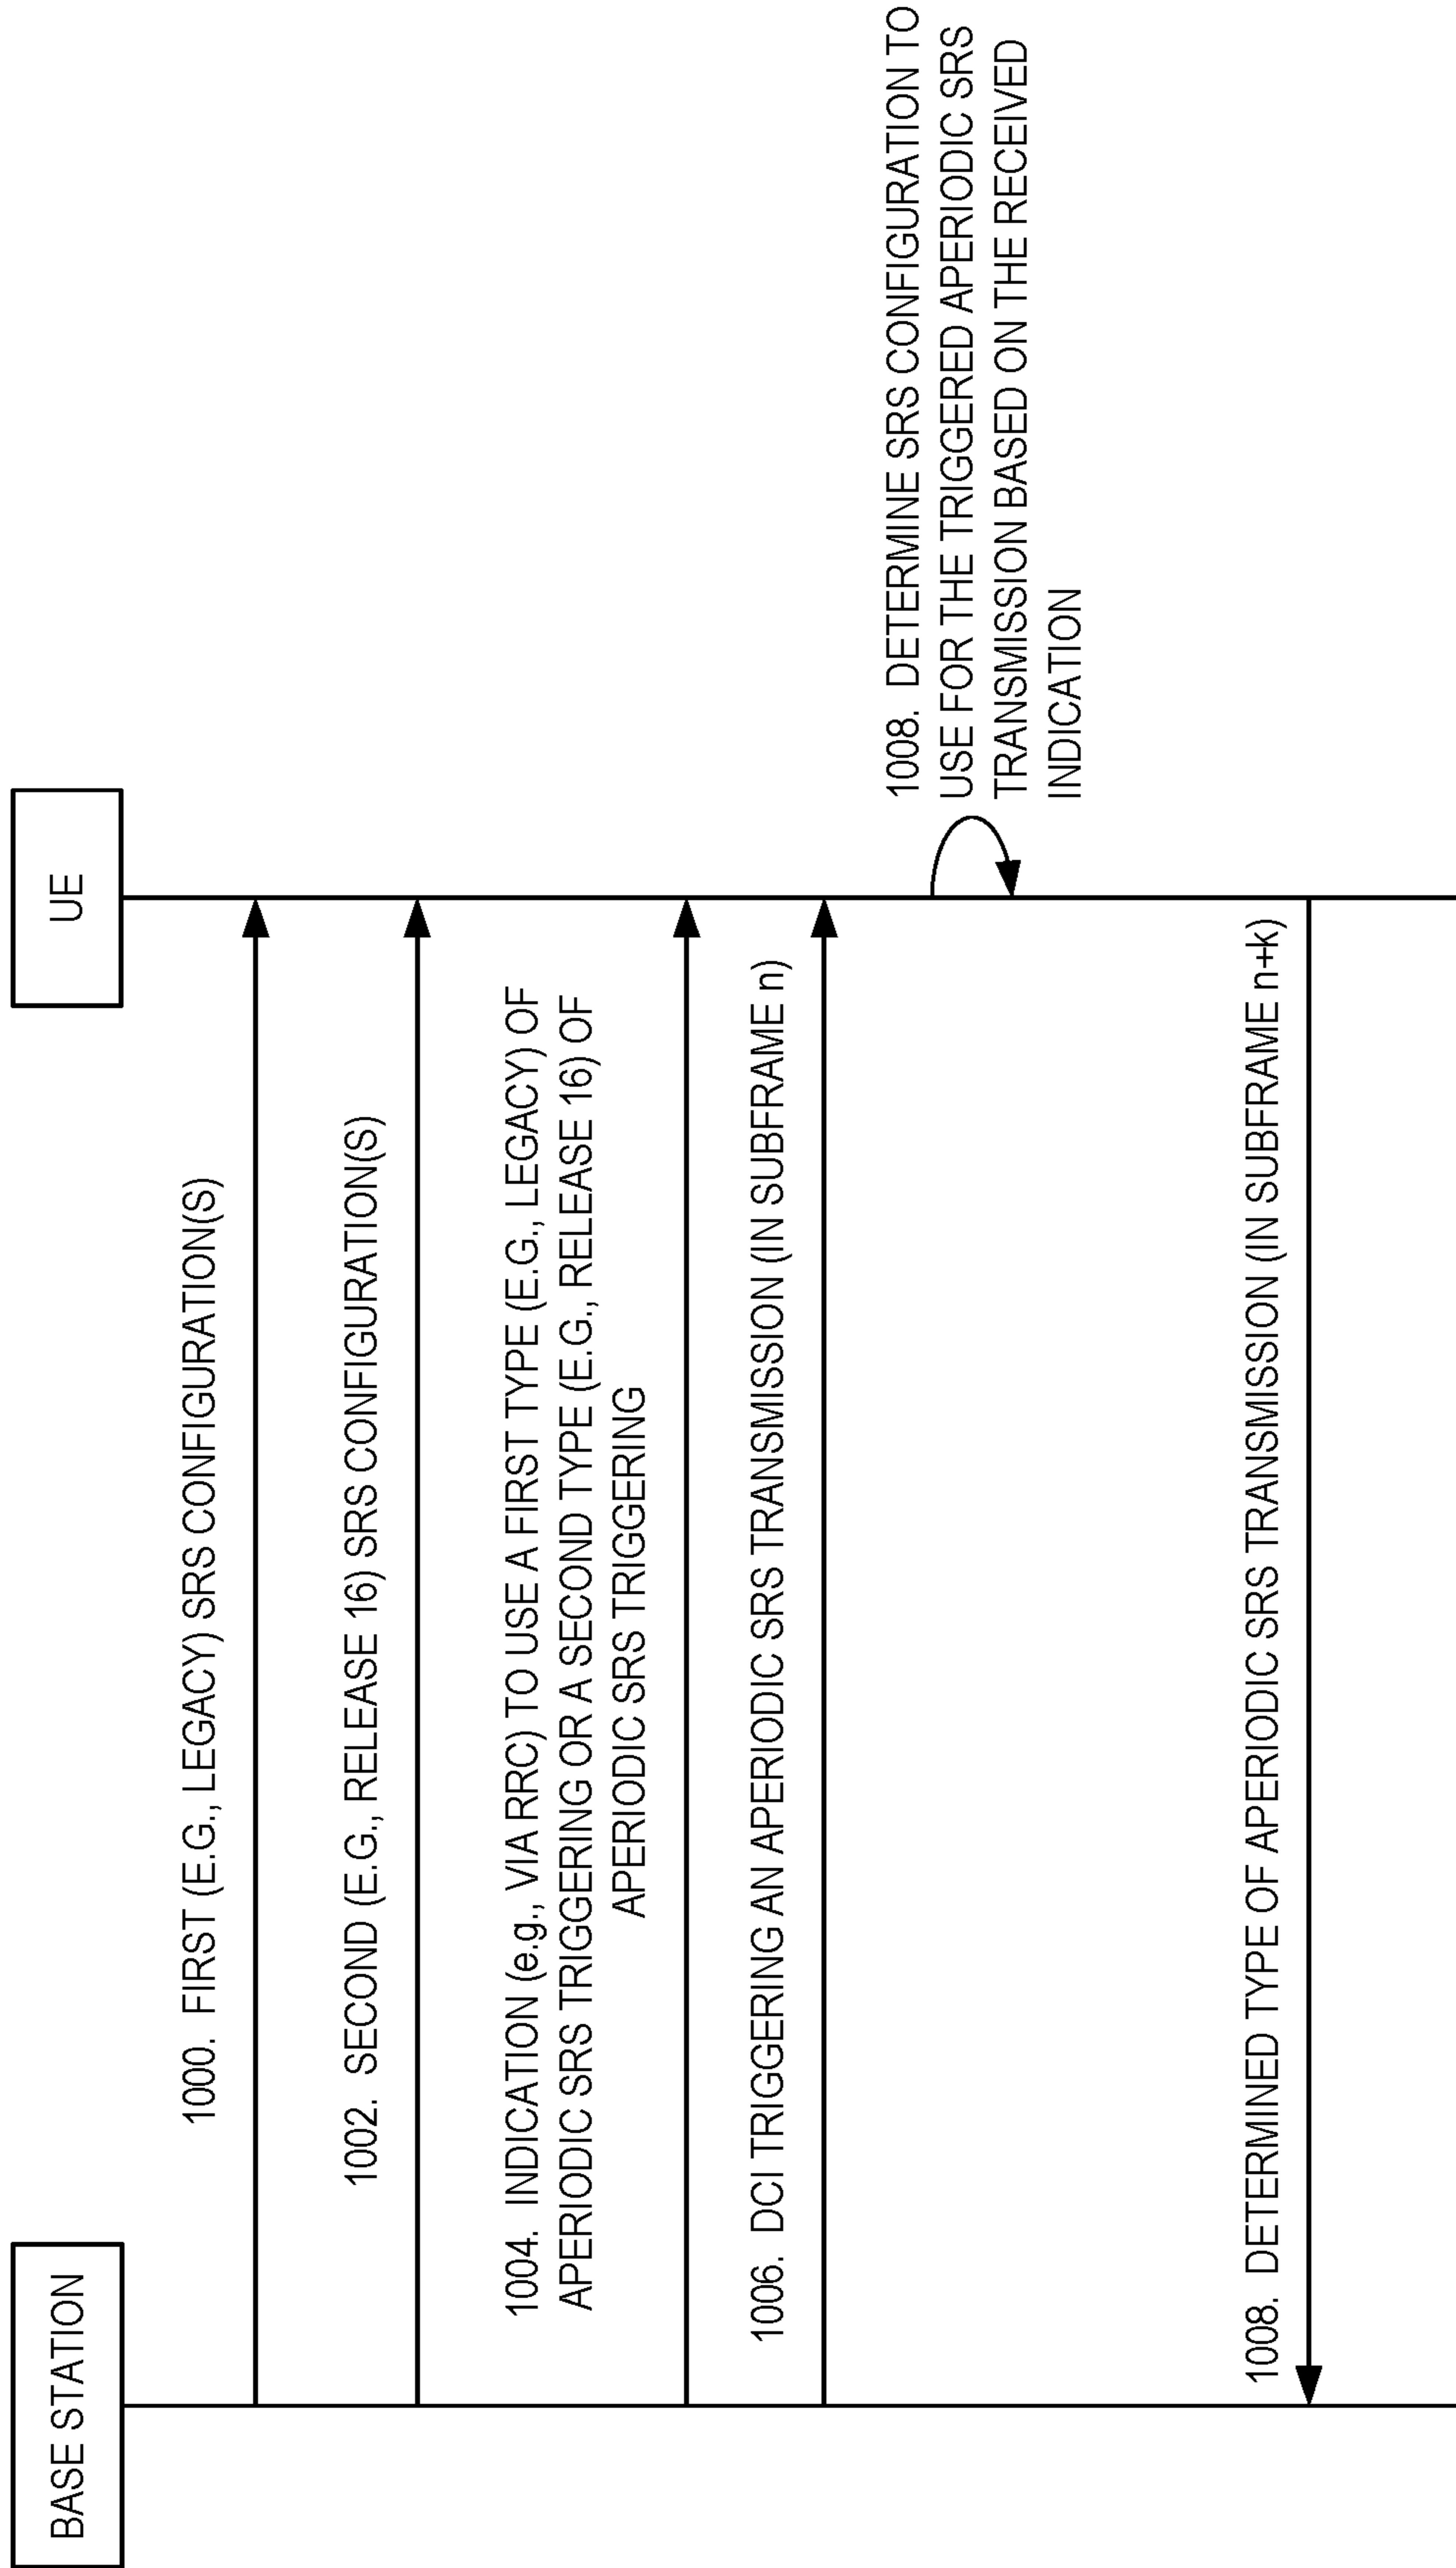 BASE STATION
UE
1000. FIRST (E.G., LEGACY) SRS CONFIGURATION(S)
1002. SECOND (E.G., RELEASE 16) SRS CONFIGURATION(S)
1004. INDICATION (e.g., VIA RRC) TO USE A FIRST TYPE (E.G., LEGACY) OF
APERIODIC SRS TRIGGERING OR A SECOND TYPE (E.G., RELEASE 16) OF
APERIODIC SRS TRIGGERING
1006. DCI TRIGGERING AN APERIODIC SRS TRANSMISSION (IN SUBFRAME n)
1008. DETERMINE SRS CONFIGURATION TO
USE FOR THE TRIGGERED APERIODIC SRS
TRANSMISSION BASED ON THE RECEIVED
INDICATION
1008. DETERMINED TYPE OF APERIODIC SRS TRANSMISSION (IN SUBFRAME n+k)